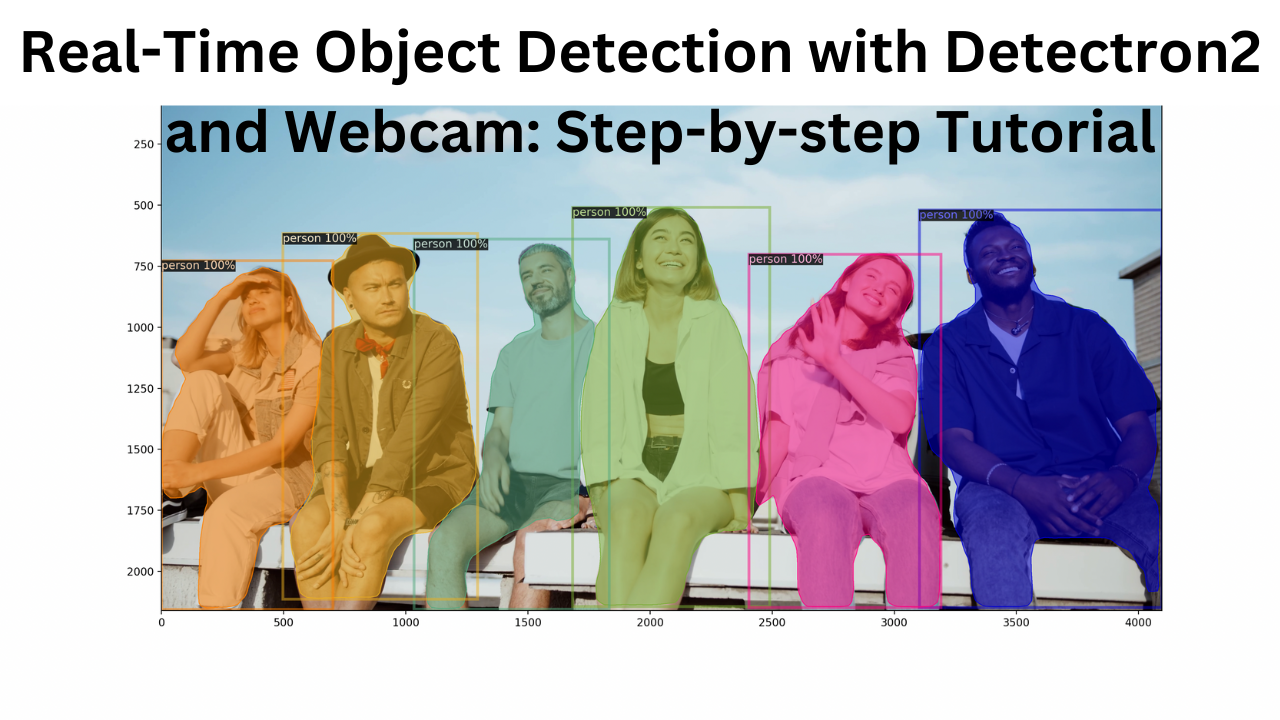 Real-Time Object Detection with Detectron2
and Webcam: Step-by-step Tutorial
250
500
person 100%
person 100%
person 100%
person 100%
person 100%
person 100%
750
1000
1250
1500
1750
2000
0 500 1000 1500 2000 2500 3000 3500 4000